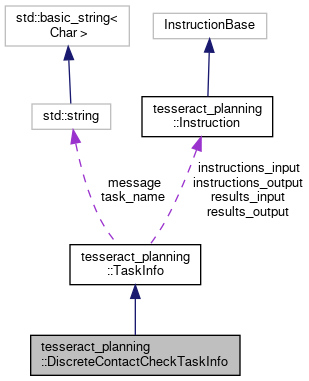 std::basic_string<
Char >
InstructionBase
std::string
tesseract_planning
::Instruction
message
task_name
instructions_input
instructions_output
results_input
results_output
tesseract_planning
::TaskInfo
tesseract_planning
::DiscreteContactCheckTaskInfo